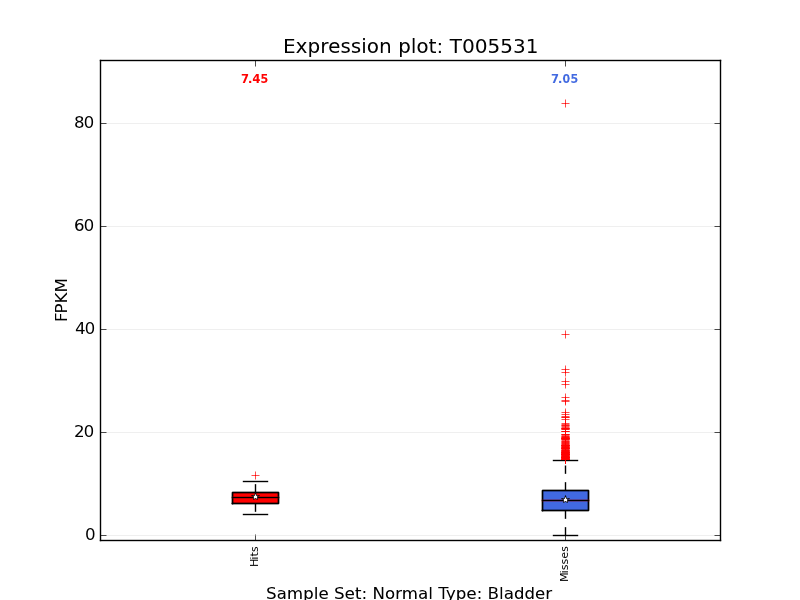 Expression plot: T005531
7.45
7.05
80
60
40
20
0
FPKM
Hits
Misses
Sample Set: Normal Type: Bladder